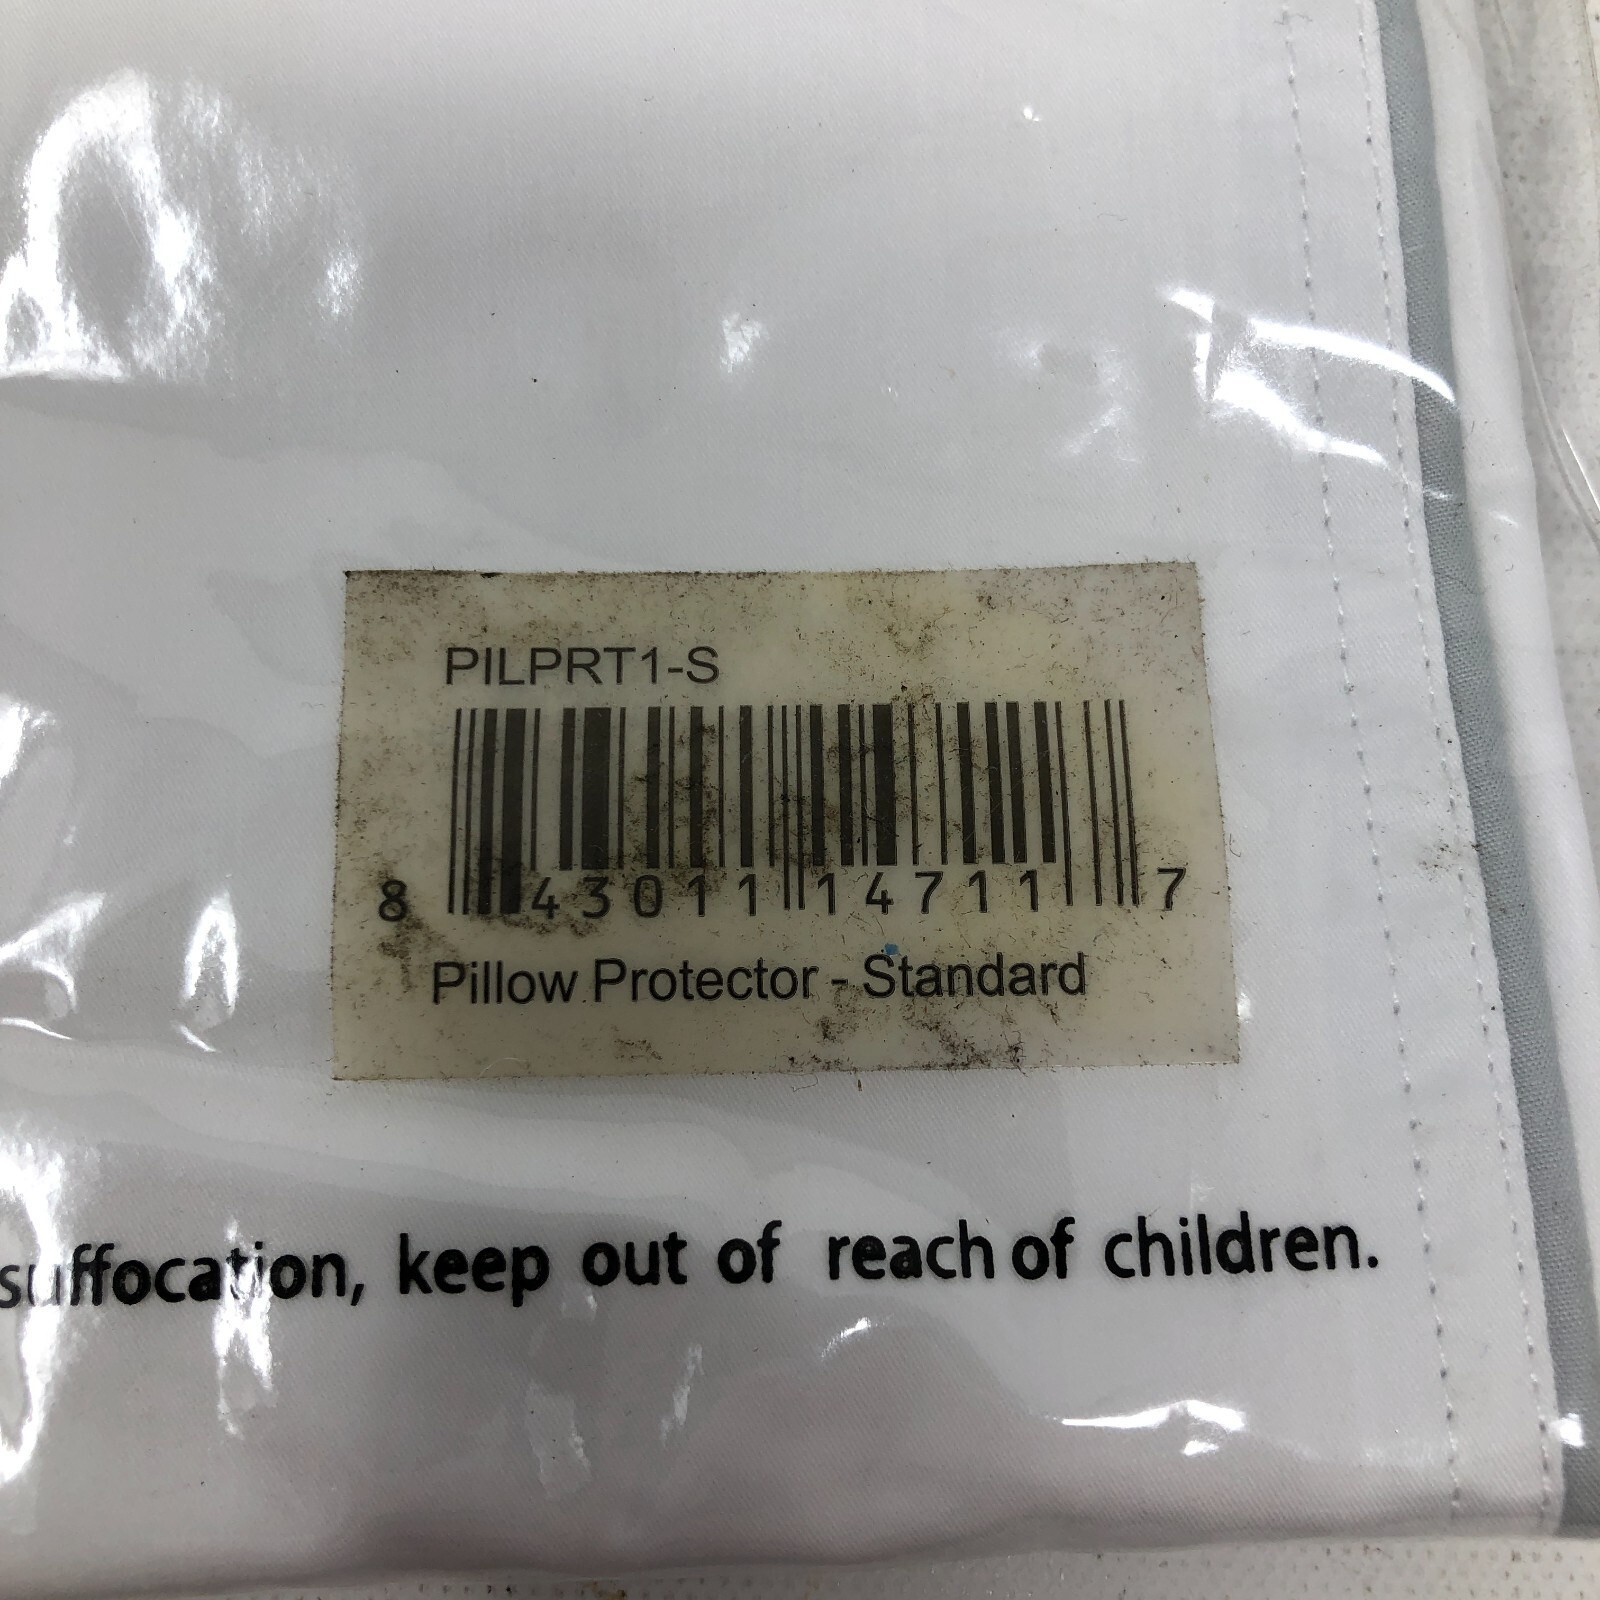 PILPRT1-S
8 43011 14711 7
Pillow Protector - Standard
suffocation, keep out of reach of children.